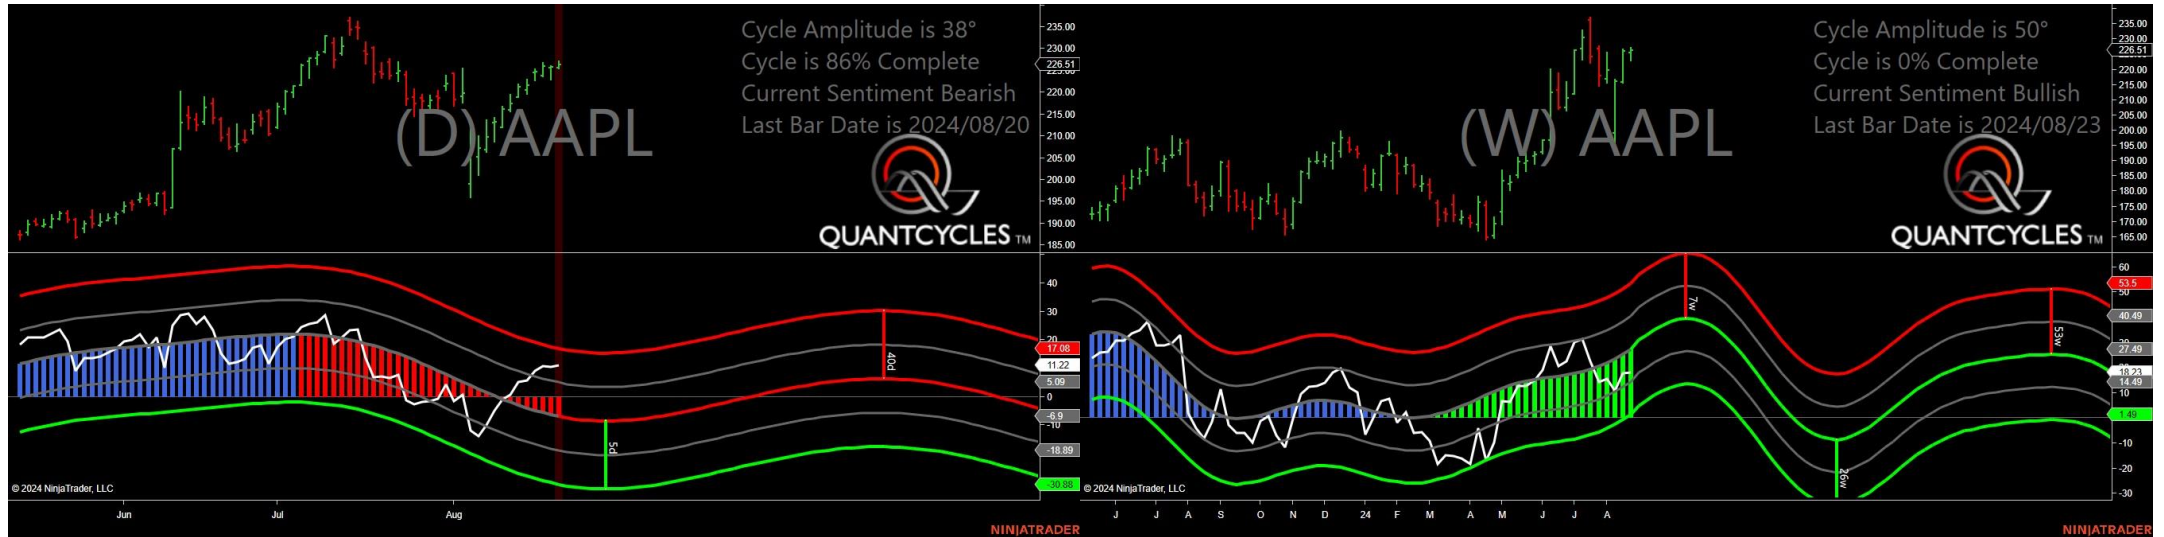 Cycle Amplitude is 38°
Cycle is 86% Complete
Current Sentiment Bearish
Last Bar Date is 2024/08/20
(D) AAPL
QUANTCYCLES TM
235.00
230.00
226.51
225.00
220.00
215.00
210.00
205.00
200.00
195.00
190.00
185.00
40
30
20
17.08
11.22
5.09
0
-6.9
-10
-18.89
-30.88
40d
5d
© 2024 NinjaTrader, LLC
Jun Jul Aug
NINJATRADER
Cycle Amplitude is 50°
Cycle is 0% Complete
Current Sentiment Bullish
Last Bar Date is 2024/08/23
(W) AAPL
QUANTCYCLES TM
235.00
230.00
226.51
220.00
215.00
210.00
205.00
200.00
195.00
190.00
185.00
180.00
175.00
170.00
165.00
60
53.5
50
40.49
27.49
18.23
14.49
10
1.49
-10
-20
-30
7w
26w
53w
© 2024 NinjaTrader, LLC
J J A S O N D 24 F M A M J J A
NINJATRADER